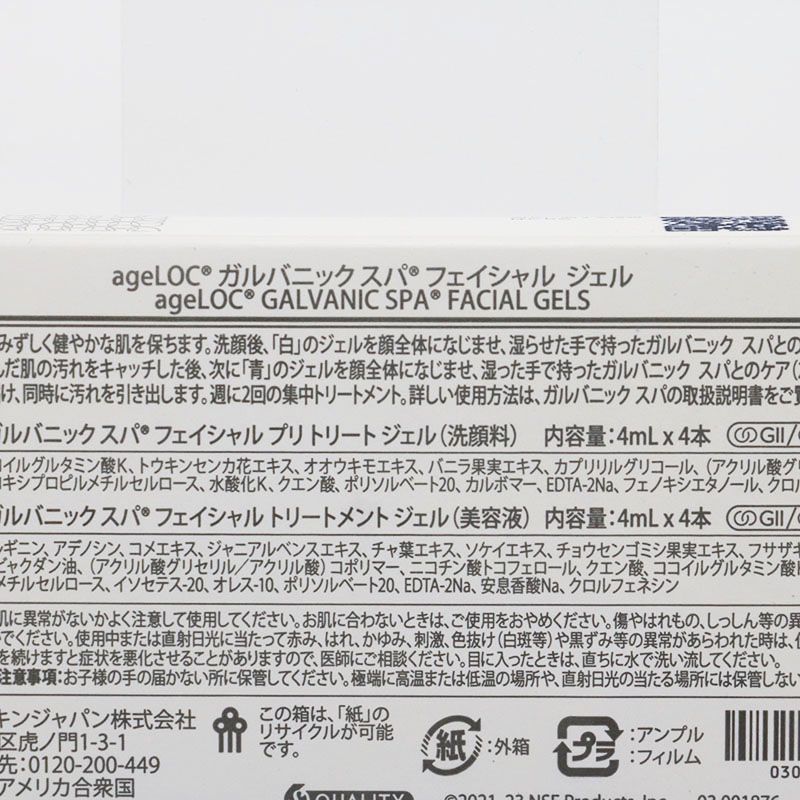 ageLOC® ガルバニック スパ® フェイシャル ジェル
ageLOC® GALVANIC SPA® FACIAL GELS
みずしく健やかな肌を保ちます。洗顔後、「白」のジェルを顔全体になじませ、湿らせた手で持ったガルバニック スパとの
んだ肌の汚れをキャッチした後、次に「青」のジェルを顔全体になじませ、湿った手で持ったガルバニック スパとのケア(
け、同時に汚れを引き出します。週に2回の集中トリートメント。詳しい使用方法は、ガルバニック スパの取扱説明書をご
ガルバニック スパ® フェイシャル プリ トリート ジェル(洗顔料) 内容量:4mL x 4本 GII/
コイルグルタミン酸K、トウキンセンカ花エキス、オオウキモエキス、バニラ果実エキス、カプリリルグリコール、(アクリル酸グ
キシプロピルメチルセルロース、水酸化K、クエン酸、ポリソルベート20、カルボマー、EDTA-2Na、フェノキシエタノール、クロル
ガルバニック スパ® フェイシャル トリートメント ジェル(美容液) 内容量:4mL x 4本 GII/
ルギニン、アデノシン、コメエキス、ジャニアルベンスエキス、チャ葉エキス、ソケイエキス、チョウセンゴミシ果実エキス、フサザキ
ビャクダン油、(アクリル酸グリセリル/アクリル酸)コポリマー、ニコチン酸トコフェロール、クエン酸、ココイルグルタミン酸
メチルセルロース、イソセテス-20、オレス-10、ポリソルベート20、EDTA-2Na、安息香酸Na、クロルフェネシン
肌に異常がないかよく注意して使用してください。お肌に合わないときは、ご使用をおやめください。傷やはれもの、しっしん等の異
でください。使用中または直射日光に当たって赤み、はれ、かゆみ、刺激、色抜け(白斑等)や黒ずみ等の異常があらわれた時は、
を続けますと症状を悪化させることがありますので、医師にご相談ください。目に入ったときは、直ちに水で洗い流してください。
注意事項:お子様の手の届かない所に保管してください。極端に高温または低温の場所や、直射日光の当たる場所には保管しない
キンジャパン株式会社
区虎ノ門1-3-1
先:0120-200-449
アメリカ合衆国
この箱は、「紙」の
リサイクルが可能
です。
紙 :外箱
プラ :アンプル
:フィルム
030
QUALITY
©2021, 23 NSE Products, Inc. 03 001876